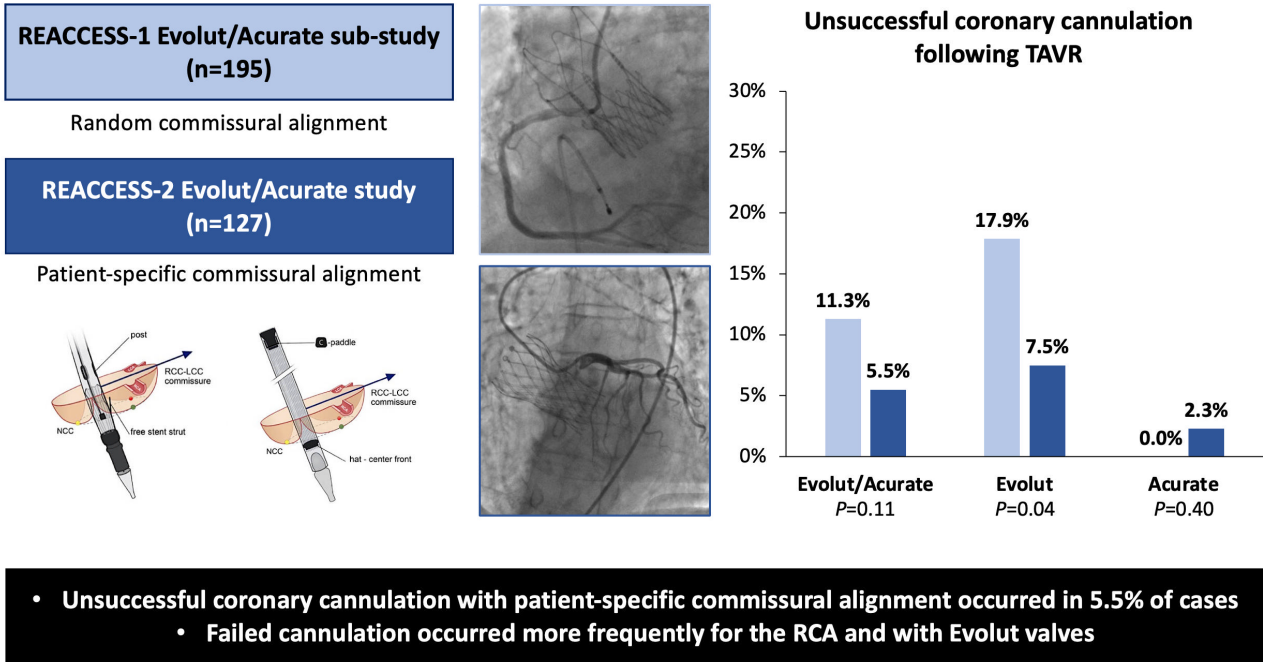 REACCESS-1 Evolut/Acurate sub-study
(n=195)
Random commissural alignment
REACCESS-2 Evolut/Acurate study
(n=127)
Patient-specific commissural alignment
post
RCC-LCC
commissure
free stent strut
NCC
C -paddle
RCC-LCC
commissure
NCC
hat - center front
Unsuccessful coronary cannulation
following TAVR
30%
25%
20%
15%
10%
5%
0%
11.3%
5.5%
17.9%
7.5%
0.0%
2.3%
Evolut/Acurate
P=0.11
Evolut
P=0.04
Acurate
P=0.40
• Unsuccessful coronary cannulation with patient-specific commissural alignment occurred in 5.5% of cases
• Failed cannulation occurred more frequently for the RCA and with Evolut valves